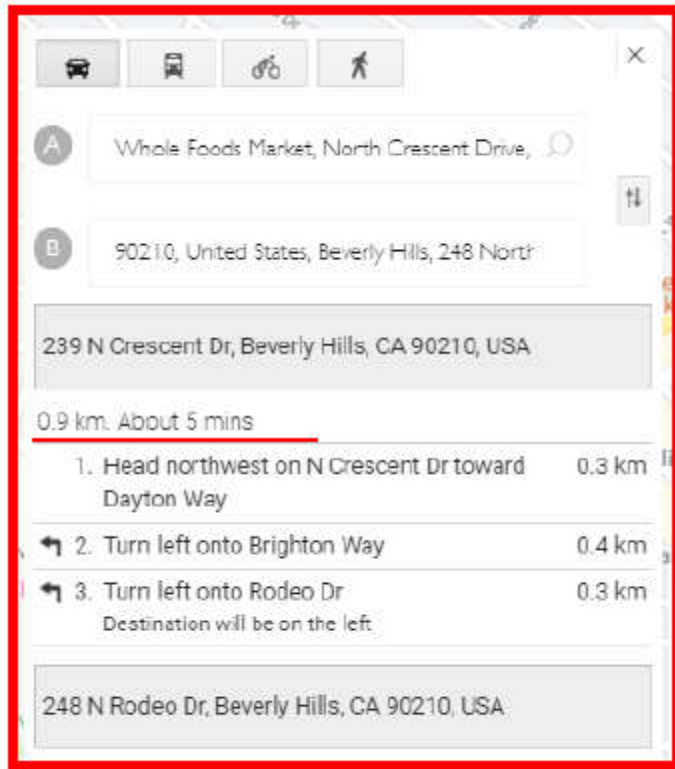 A
Whole Foods Market, North Crescent Drive,
B
90210, United States, Beverly Hills, 248 North
239 N Crescent Dr, Beverly Hills, CA 90210, USA
0.9 km. About 5 mins
1. Head northwest on N Crescent Dr toward 0.3 km
Dayton Way
2. Turn left onto Brighton Way 0.4 km
3. Turn left onto Rodeo Dr 0.3 km
Destination will be on the left
248 N Rodeo Dr, Beverly Hills, CA 90210, USA